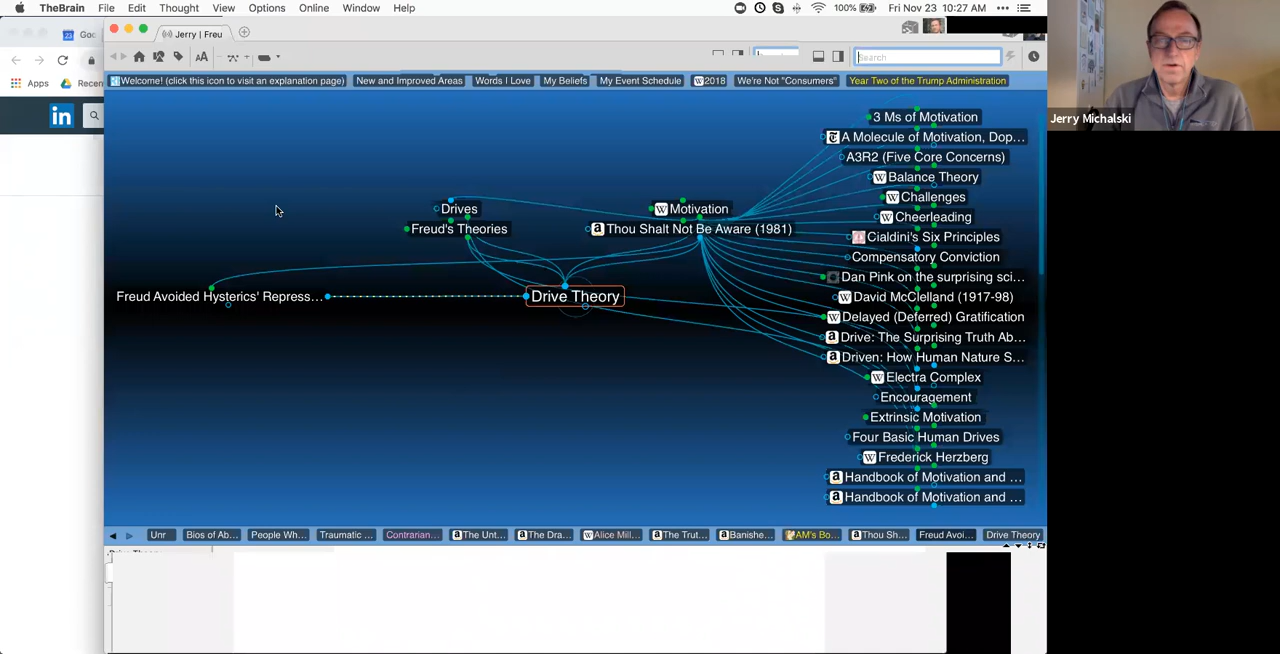 TheBrain File Edit Thought View Options Online Window Help 100% Fri Nov 23 10:27 AM
Jerry | Freu
Apps
Recen
AA
Search
Welcome! (click this icon to visit an explanation page) New and Improved Areas Words I Love My Beliefs My Event Schedule 2018 We're Not "Consumers" Year Two of the Trump Administration
in
Jerry Michalski
3 Ms of Motivation
A Molecule of Motivation, Dop...
A3R2 (Five Core Concerns)
Balance Theory
Challenges
Drives
Motivation
Cheerleading
Freud's Theories
Thou Shalt Not Be Aware (1981)
Cialdini's Six Principles
Compensatory Conviction
Dan Pink on the surprising sci...
Freud Avoided Hysterics' Repress...
Drive Theory
David McClelland (1917-98)
Delayed (Deferred) Gratification
Drive: The Surprising Truth Ab...
Driven: How Human Nature S...
Electra Complex
Encouragement
Extrinsic Motivation
Four Basic Human Drives
Frederick Herzberg
Handbook of Motivation and ...
Handbook of Motivation and ...
Unr Bios of Ab... People Wh... Traumatic ... Contrarian... The Unt... The Dra... Alice Mill... The Trut... Banishe... AM's Bo... Thou Sh... Freud Avoi... Drive Theory